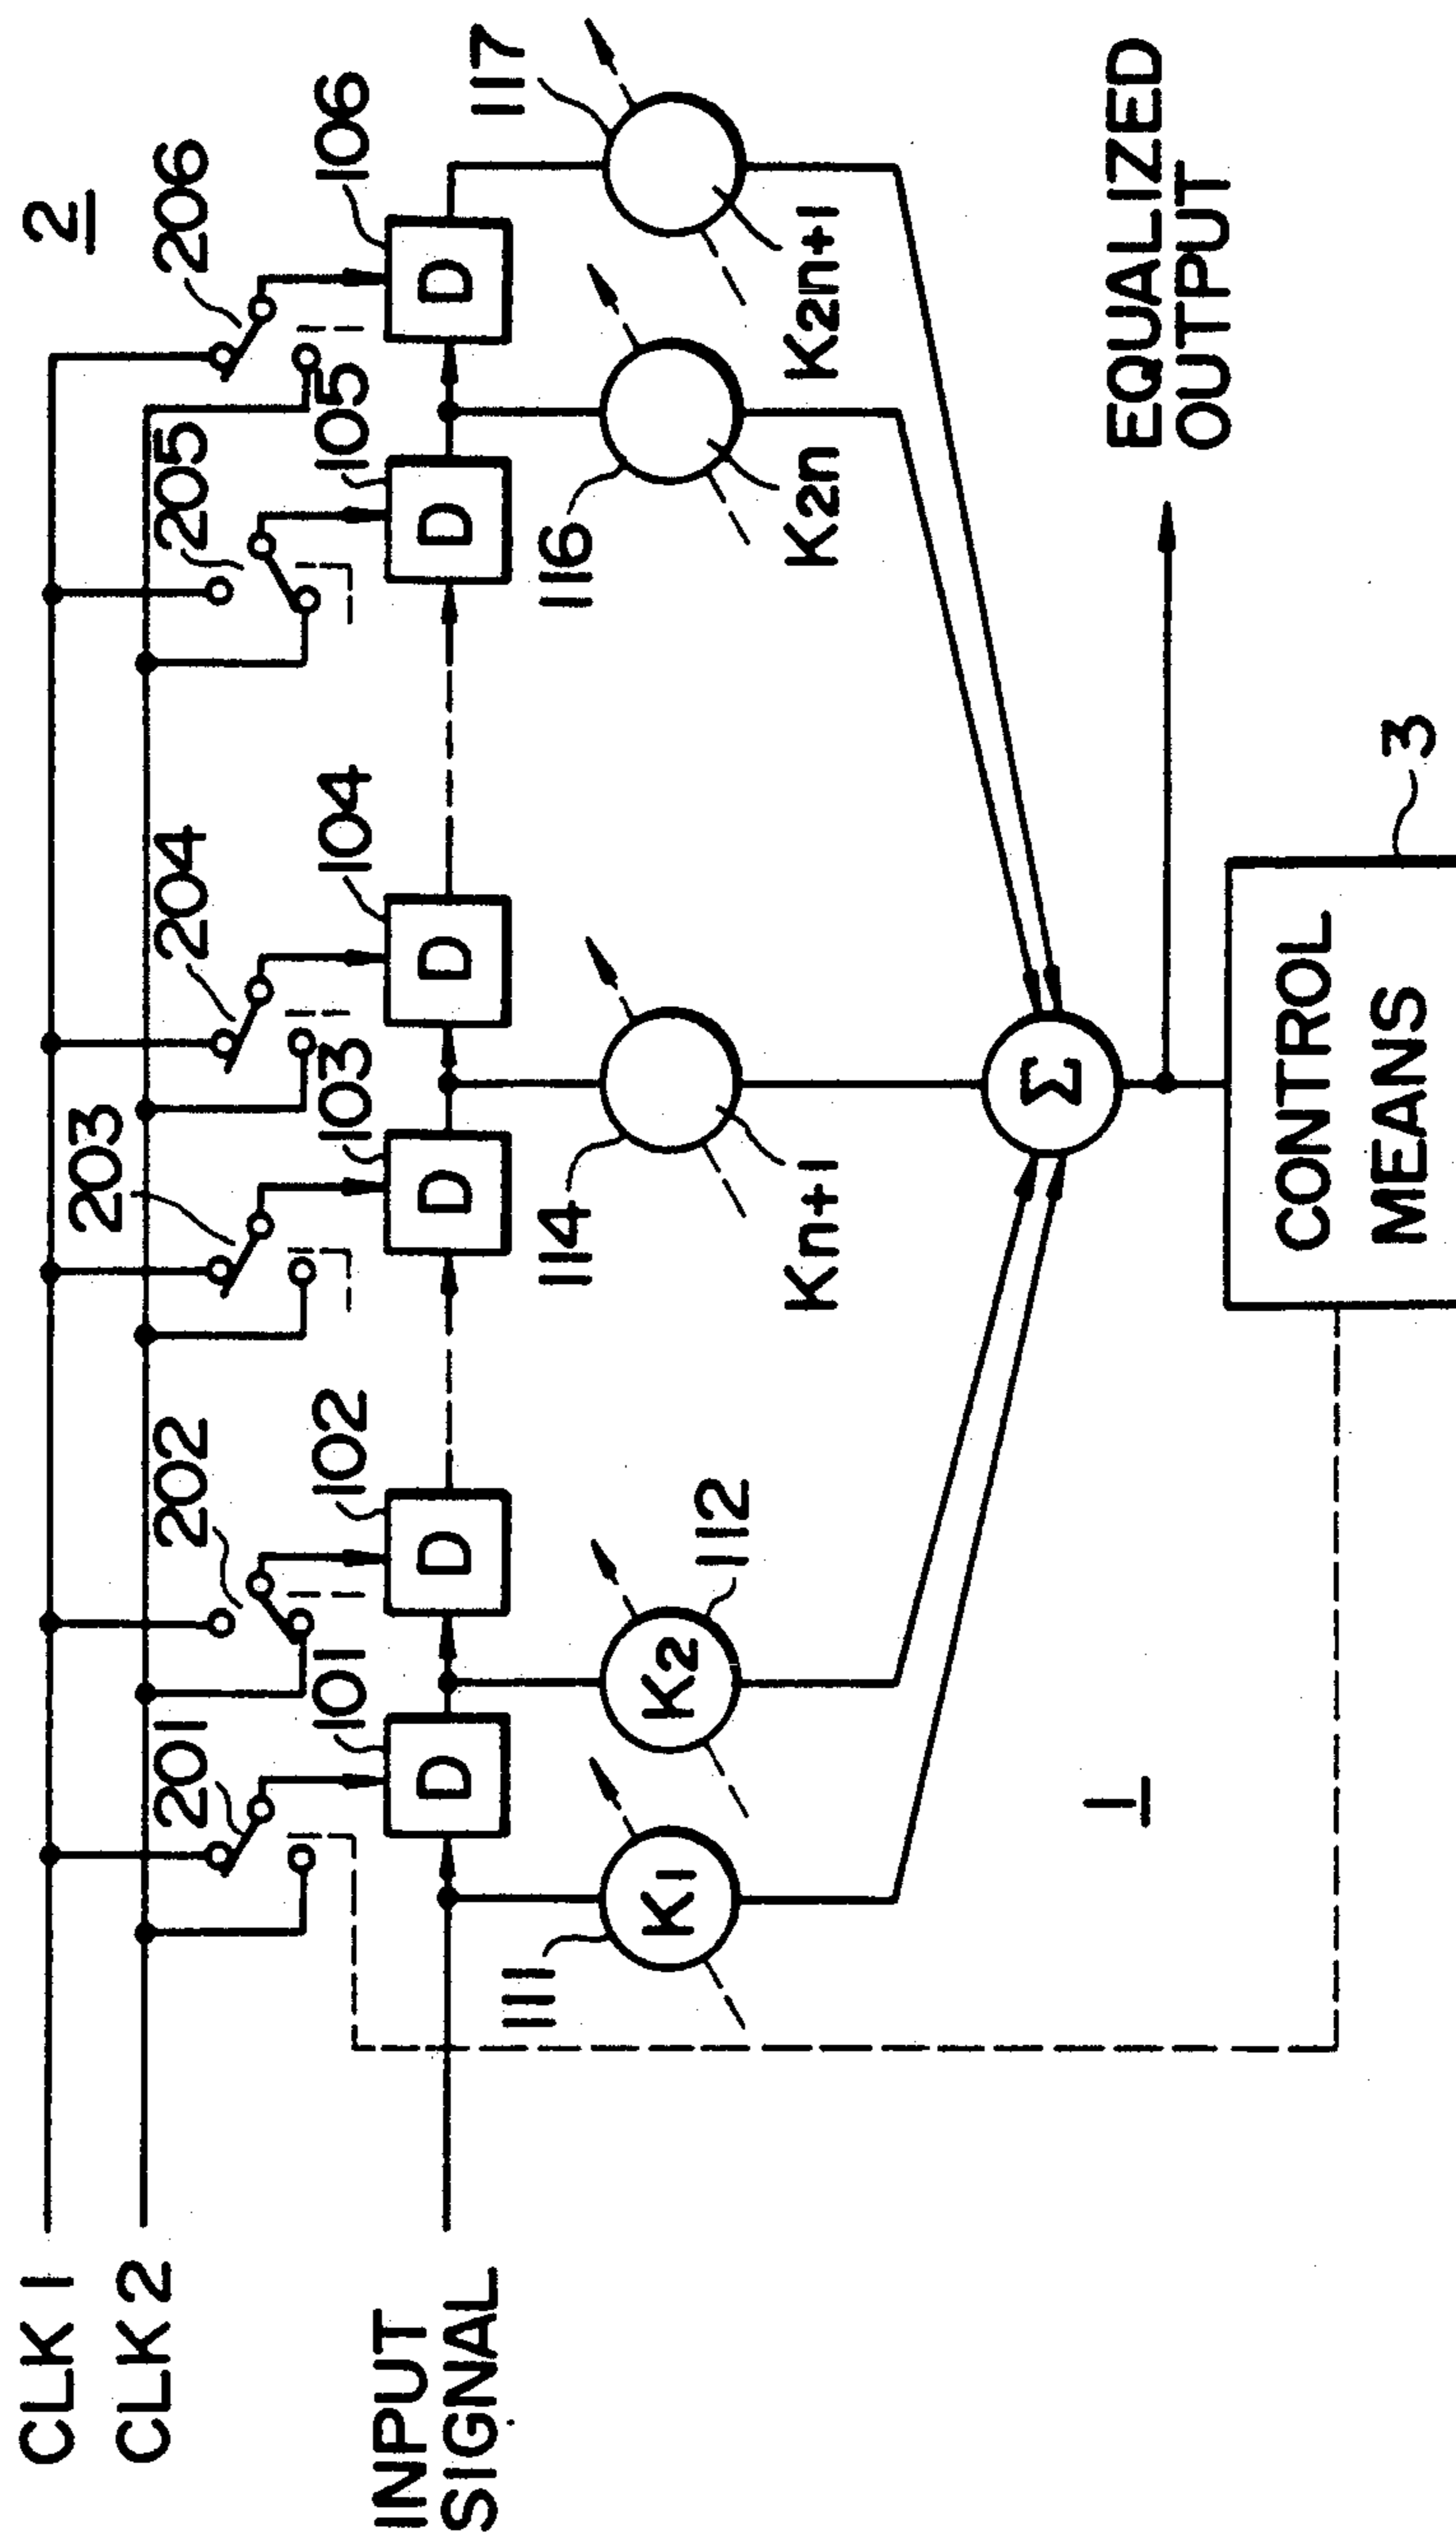 2
CLK 1
CLK 2
201
202
203
204
205
206
101
102
103
104
105
106
INPUT
SIGNAL
D
D
D
D
D
D
111
K1
K2
112
114
Kn+1
116
K2n
117
K2n+1
Σ
1
EQUALIZED
OUTPUT
CONTROL
MEANS
3